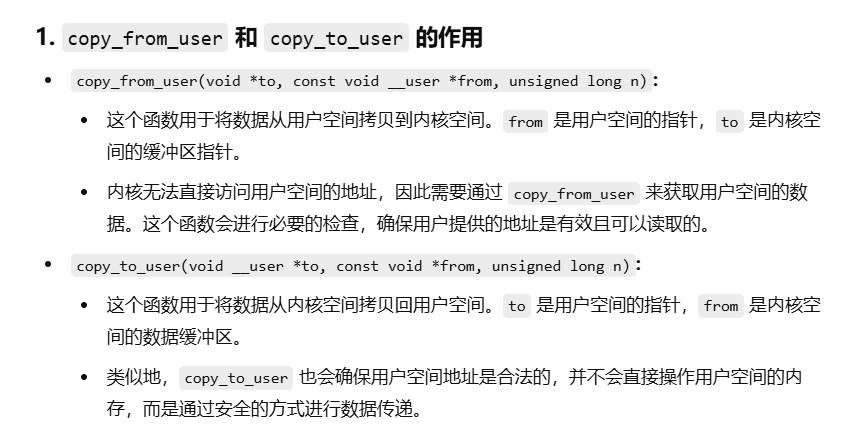 1. copy_from_user 和 copy_to_user 的作用
• copy_from_user(void *to, const void __user *from, unsigned long n)：
• 这个函数用于将数据从用户空间拷贝到内核空间。from 是用户空间的指针，to 是内核空
间的缓冲区指针。
• 内核无法直接访问用户空间的地址，因此需要通过 copy_from_user 来获取用户空间的数
据。这个函数会进行必要的检查，确保用户提供的地址是有效且可以读取的。
• copy_to_user(void __user *to, const void *from, unsigned long n)：
• 这个函数用于将数据从内核空间拷贝回用户空间。to 是用户空间的指针，from 是内核空
间的数据缓冲区。
• 类似地，copy_to_user 也会确保用户空间地址是合法的，并不会直接操作用户空间的内
存，而是通过安全的方式进行数据传递。